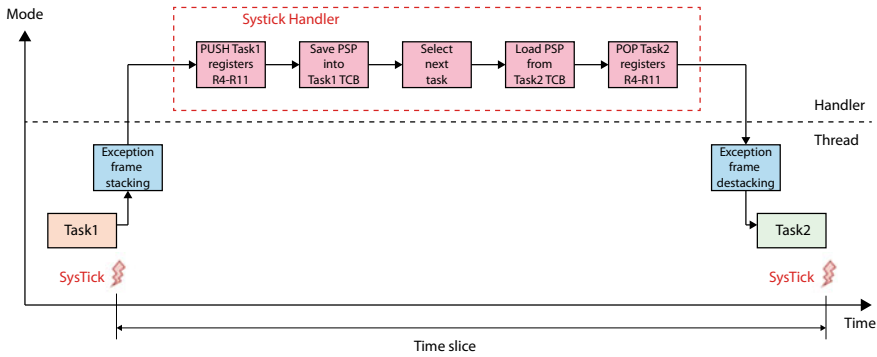 Mode
Systick Handler
PUSH Task1
registers
R4-R11
Save PSP
into
Task1 TCB
Select
next
task
Load PSP
from
Task2 TCB
POP Task2
registers
R4-R11
Handler
Thread
Exception
frame
stacking
Exception
frame
destacking
Task1
Task2
SysTick
SysTick
Time
Time slice